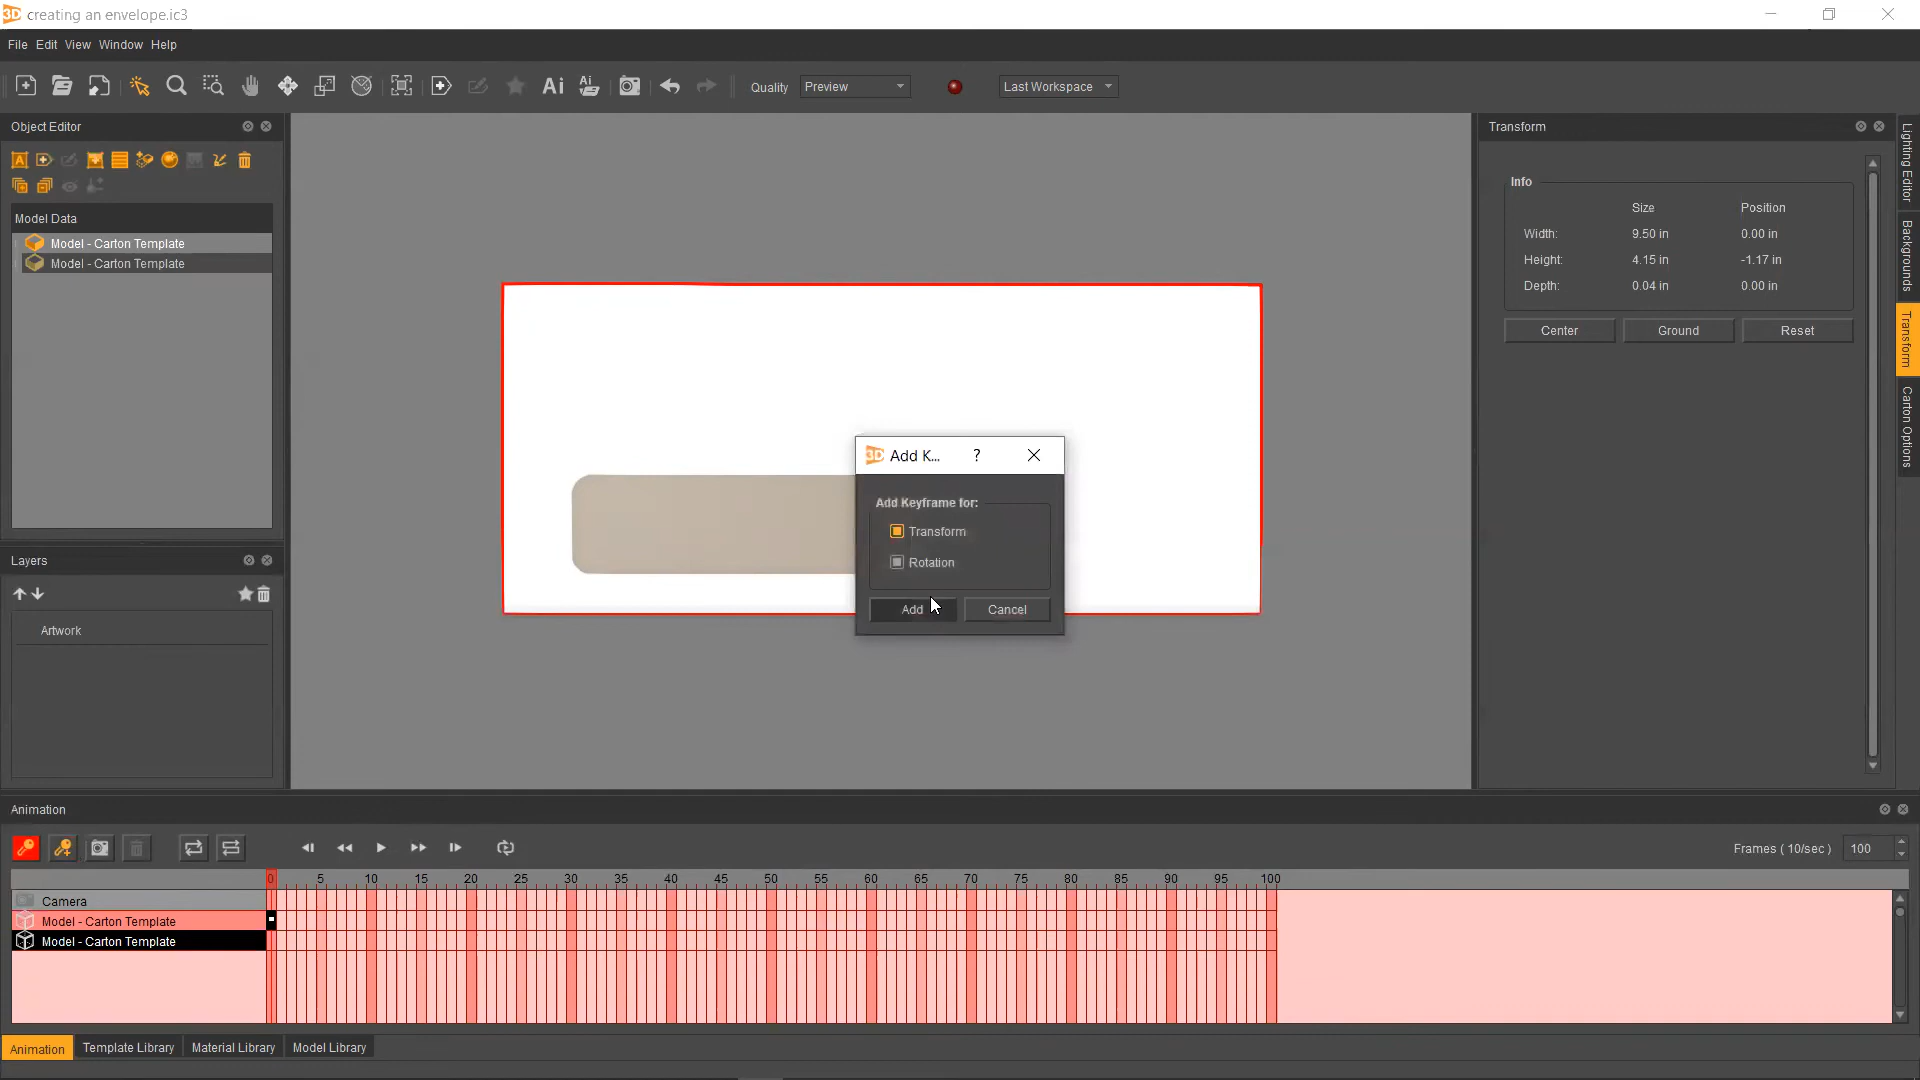 3D creating an envelope.ic3
File Edit View Window Help
Ai Ai Quality Preview Last Workspace
Object Editor
A
Model Data
Model - Carton Template
Model - Carton Template
Layers
Artwork
Transform
Info
Size Position
Width: 9.50 in 0.00 in
Height: 4.15 in -1.17 in
Depth: 0.04 in 0.00 in
Center Ground Reset
Lighting Editor
Backgrounds
Transform
Carton Options
3D Add K... ?
Add Keyframe for:
Transform
Rotation
Add Cancel
Animation
Frames ( 10/sec ) 100
0 5 10 15 20 25 30 35 40 45 50 55 60 65 70 75 80 85 90 95 100
Camera
Model - Carton Template
Model - Carton Template
Animation Template Library Material Library Model Library